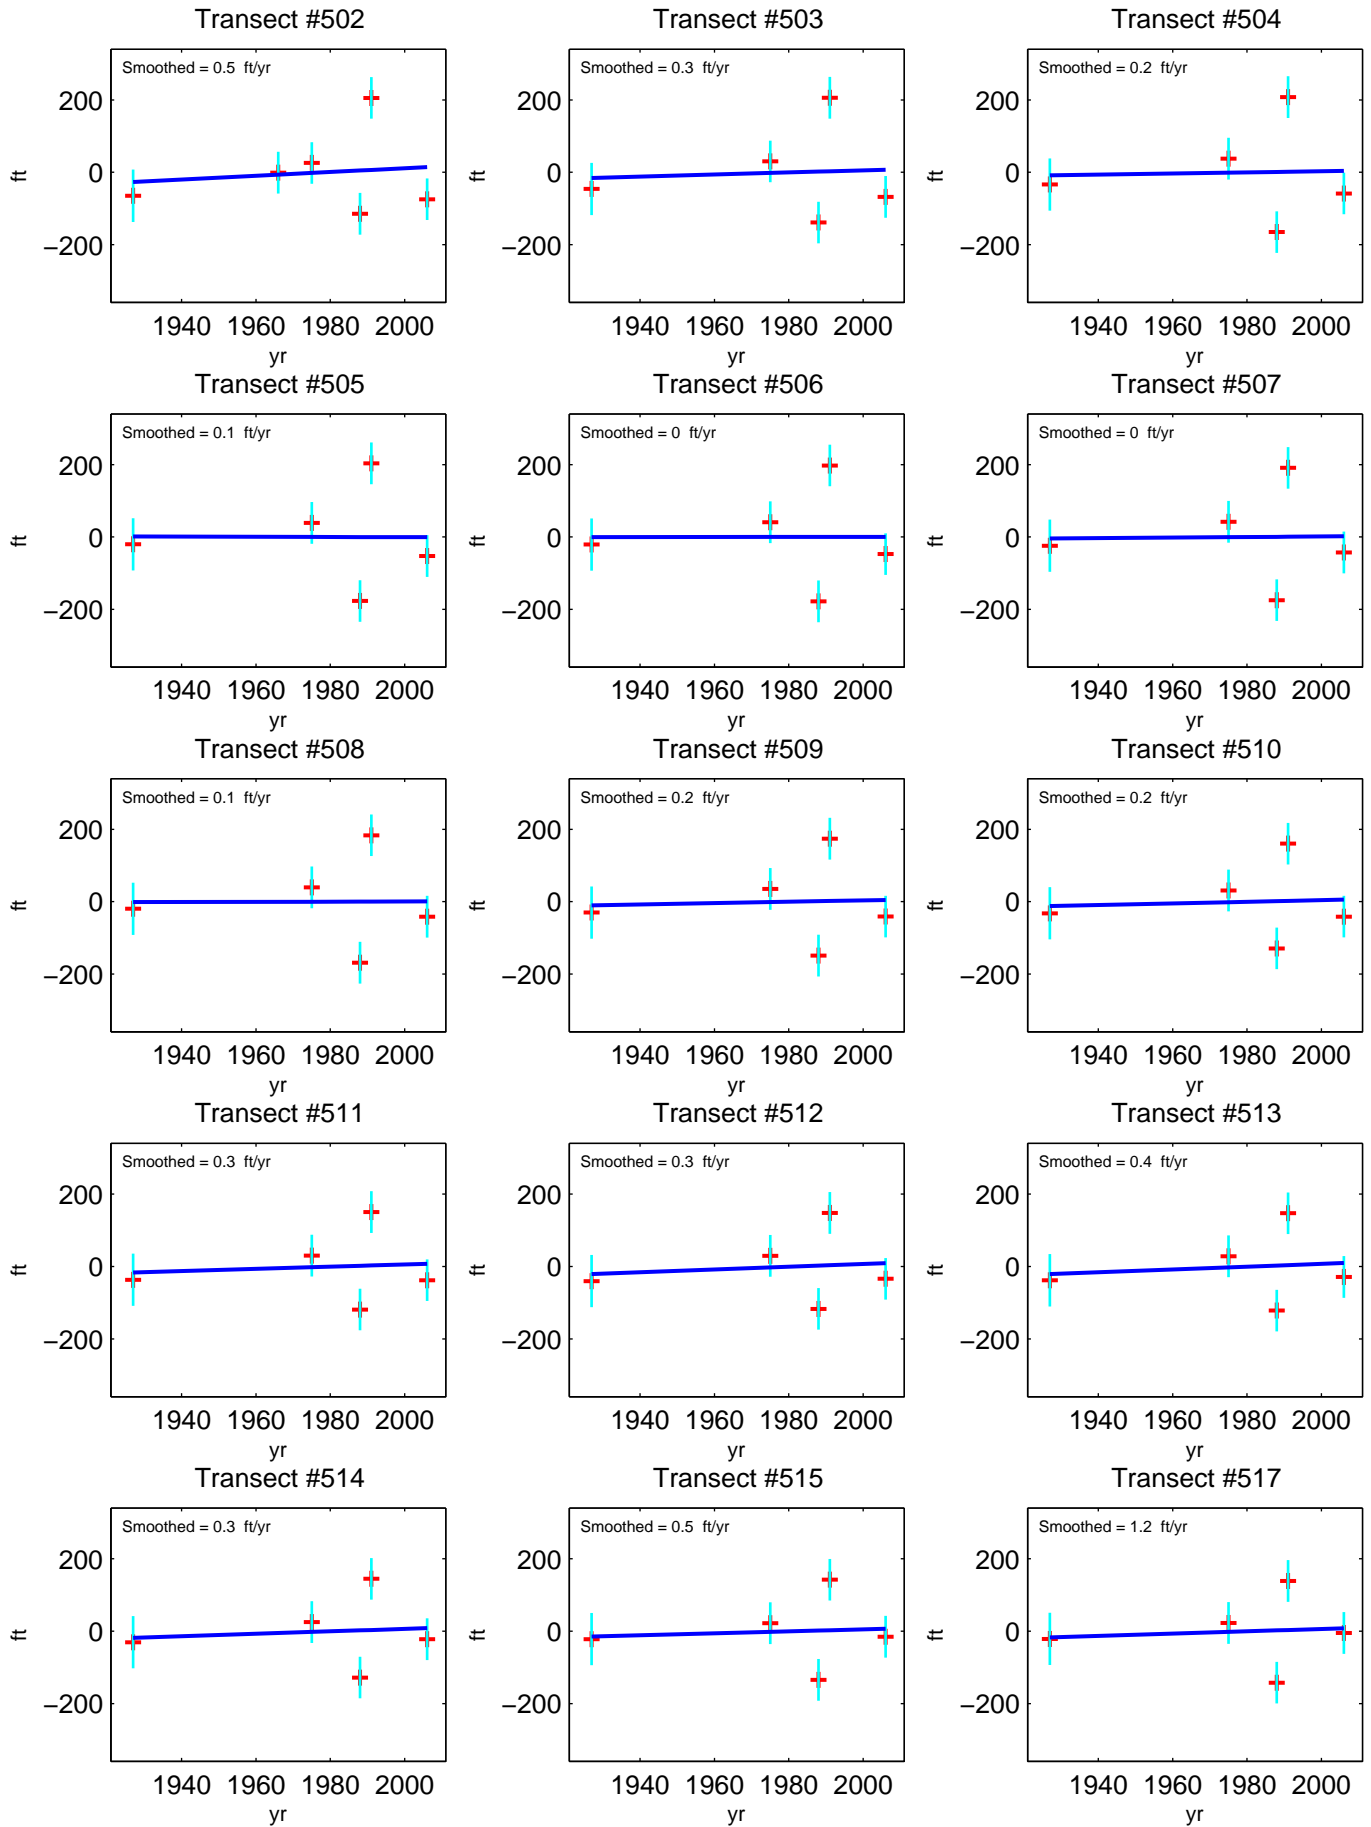 Transect #502 Transect #503 Transect #504
Smoothed = 0.5 ft/yr Smoothed = 0.3 ft/yr Smoothed = 0.2 ft/yr
200 200 200
ft 0 ft 0 ft 0
−200 −200 −200
1940 1960 1980 2000 1940 1960 1980 2000 1940 1960 1980 2000
yr yr yr
Transect #505 Transect #506 Transect #507
Smoothed = 0.1 ft/yr Smoothed = 0 ft/yr Smoothed = 0 ft/yr
200 200 200
ft 0 ft 0 ft 0
−200 −200 −200
1940 1960 1980 2000 1940 1960 1980 2000 1940 1960 1980 2000
yr yr yr
Transect #508 Transect #509 Transect #510
Smoothed = 0.1 ft/yr Smoothed = 0.2 ft/yr Smoothed = 0.2 ft/yr
200 200 200
ft 0 ft 0 ft 0
−200 −200 −200
1940 1960 1980 2000 1940 1960 1980 2000 1940 1960 1980 2000
yr yr yr
Transect #511 Transect #512 Transect #513
Smoothed = 0.3 ft/yr Smoothed = 0.3 ft/yr Smoothed = 0.4 ft/yr
200 200 200
ft 0 ft 0 ft 0
−200 −200 −200
1940 1960 1980 2000 1940 1960 1980 2000 1940 1960 1980 2000
yr yr yr
Transect #514 Transect #515 Transect #517
Smoothed = 0.3 ft/yr Smoothed = 0.5 ft/yr Smoothed = 1.2 ft/yr
200 200 200
ft 0 ft 0 ft 0
−200 −200 −200
1940 1960 1980 2000 1940 1960 1980 2000 1940 1960 1980 2000
yr yr yr